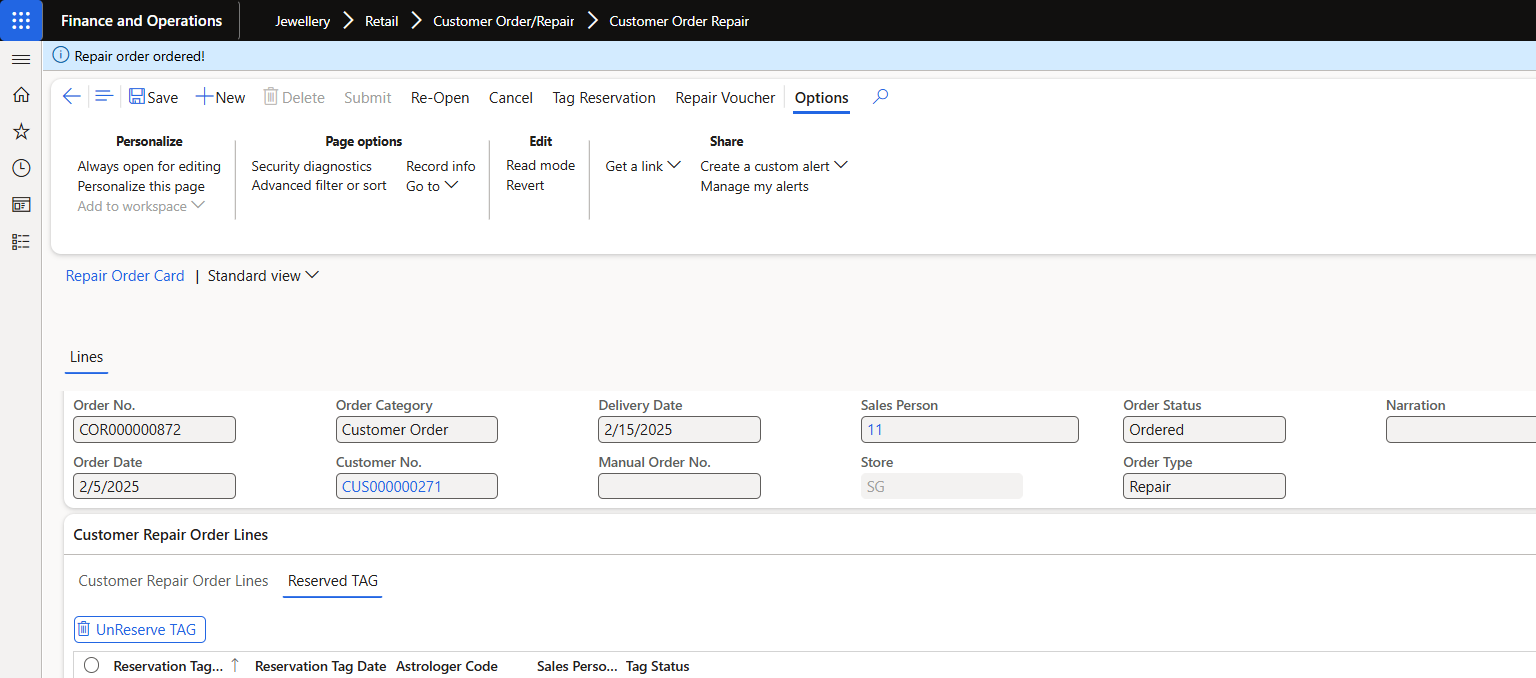 Finance and Operations Jewellery Retail Customer Order/Repair Customer Order Repair
Repair order ordered!
Save New Delete Submit Re-Open Cancel Tag Reservation Repair Voucher Options
Personalize Page options Edit Share
Always open for editing Security diagnostics Record info Read mode Get a link Create a custom alert
Personalize this page Advanced filter or sort Go to Revert Manage my alerts
Add to workspace
Repair Order Card | Standard view
Lines
Order No. Order Category Delivery Date Sales Person Order Status Narration
COR000000872 Customer Order 2/15/2025 11 Ordered
Order Date Customer No. Manual Order No. Store Order Type
2/5/2025 CUS000000271 SG Repair
Customer Repair Order Lines
Customer Repair Order Lines Reserved TAG
UnReserve TAG
Reservation Tag... Reservation Tag Date Astrologer Code Sales Perso... Tag Status